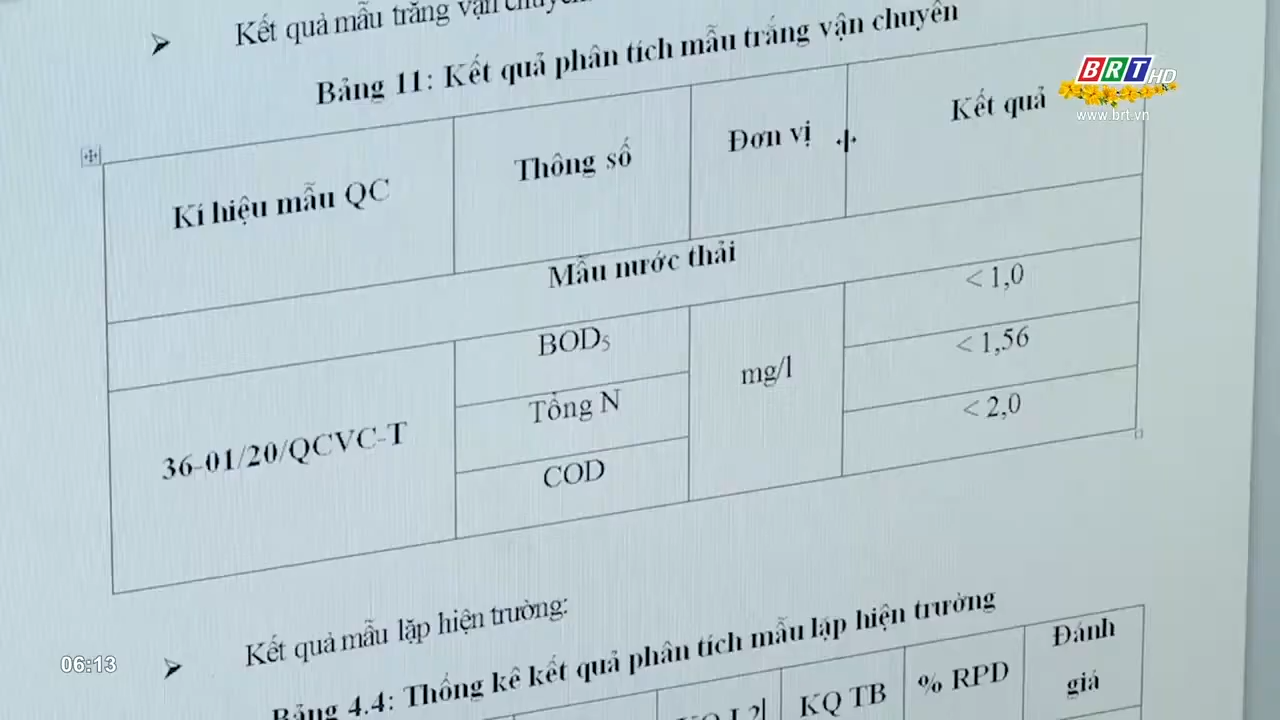 Kết quả mẫu trắng vận chuyển
Bảng 11: Kết quả phân tích mẫu trắng vận chuyển
BRT HD
www.brt.vn
Kí hiệu mẫu QC
Thông số
Đơn vị
Kết quả
Mẫu nước thải
36-01/20/QCVC-T
BOD5
mg/l
< 1,0
Tổng N
< 1,56
COD
< 2,0
Kết quả mẫu lặp hiện trường:
Bảng 4.4: Thống kê kết quả phân tích mẫu lặp hiện trường
KQ TB
% RPD
Đánh
giá
06:13